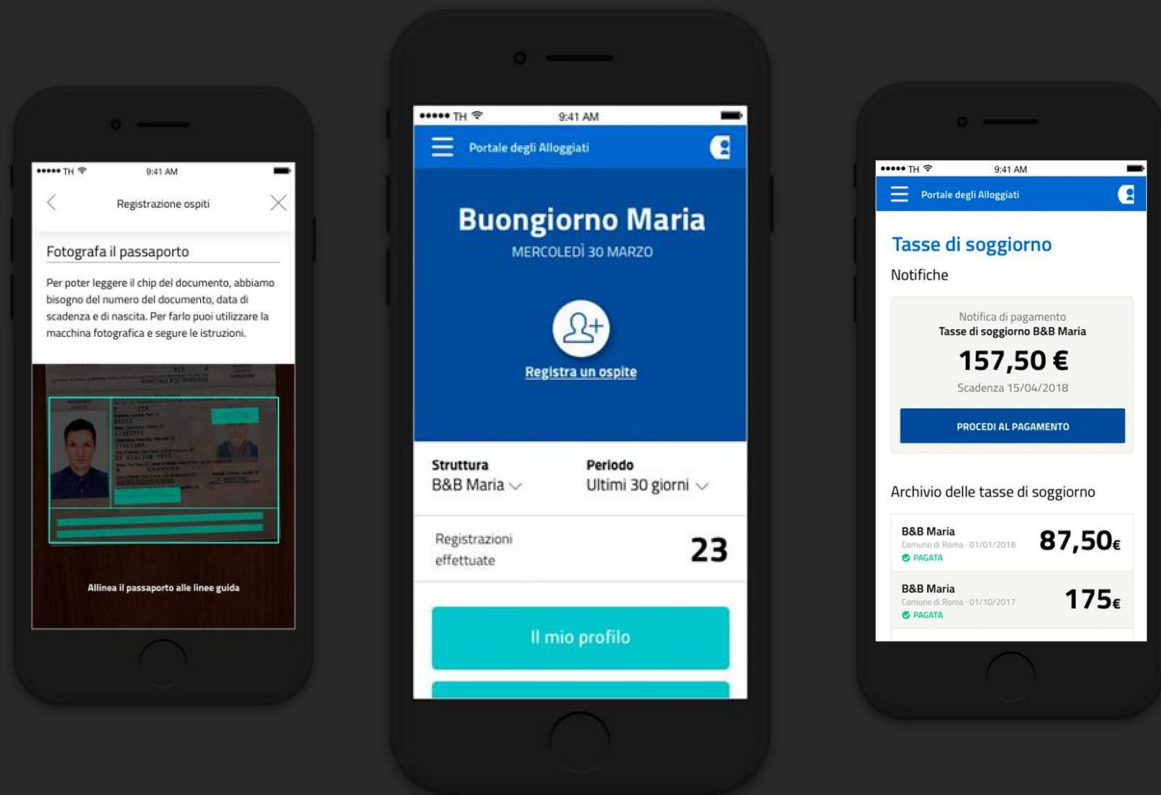 TH
9:41 AM
Registrazione ospiti
Fotografa il passaporto
Per poter leggere il chip del documento, abbiamo
bisogno del numero del documento, data di
scadenza e di nascita. Per farlo puoi utilizzare la
macchina fotografica e segure le istruzioni.
Allinea il passaporto alle linee guida
TH
9:41 AM
Portale degli Alloggiati
Buongiorno Maria
MERCOLEDÌ 30 MARZO
Registra un ospite
Struttura
B&B Maria
Periodo
Ultimi 30 giorni
Registrazioni
effettuate
23
Il mio profilo
TH
9:41 AM
Portale degli Alloggiati
Tasse di soggiorno
Notifiche
Notifica di pagamento
Tasse di soggiorno B&B Maria
157,50 €
Scadenza 15/04/2018
PROCEDI AL PAGAMENTO
Archivio delle tasse di soggiorno
B&B Maria
Comune di Roma - 01/01/2018
PAGATA
87,50€
B&B Maria
Comune di Roma - 01/10/2017
PAGATA
175€